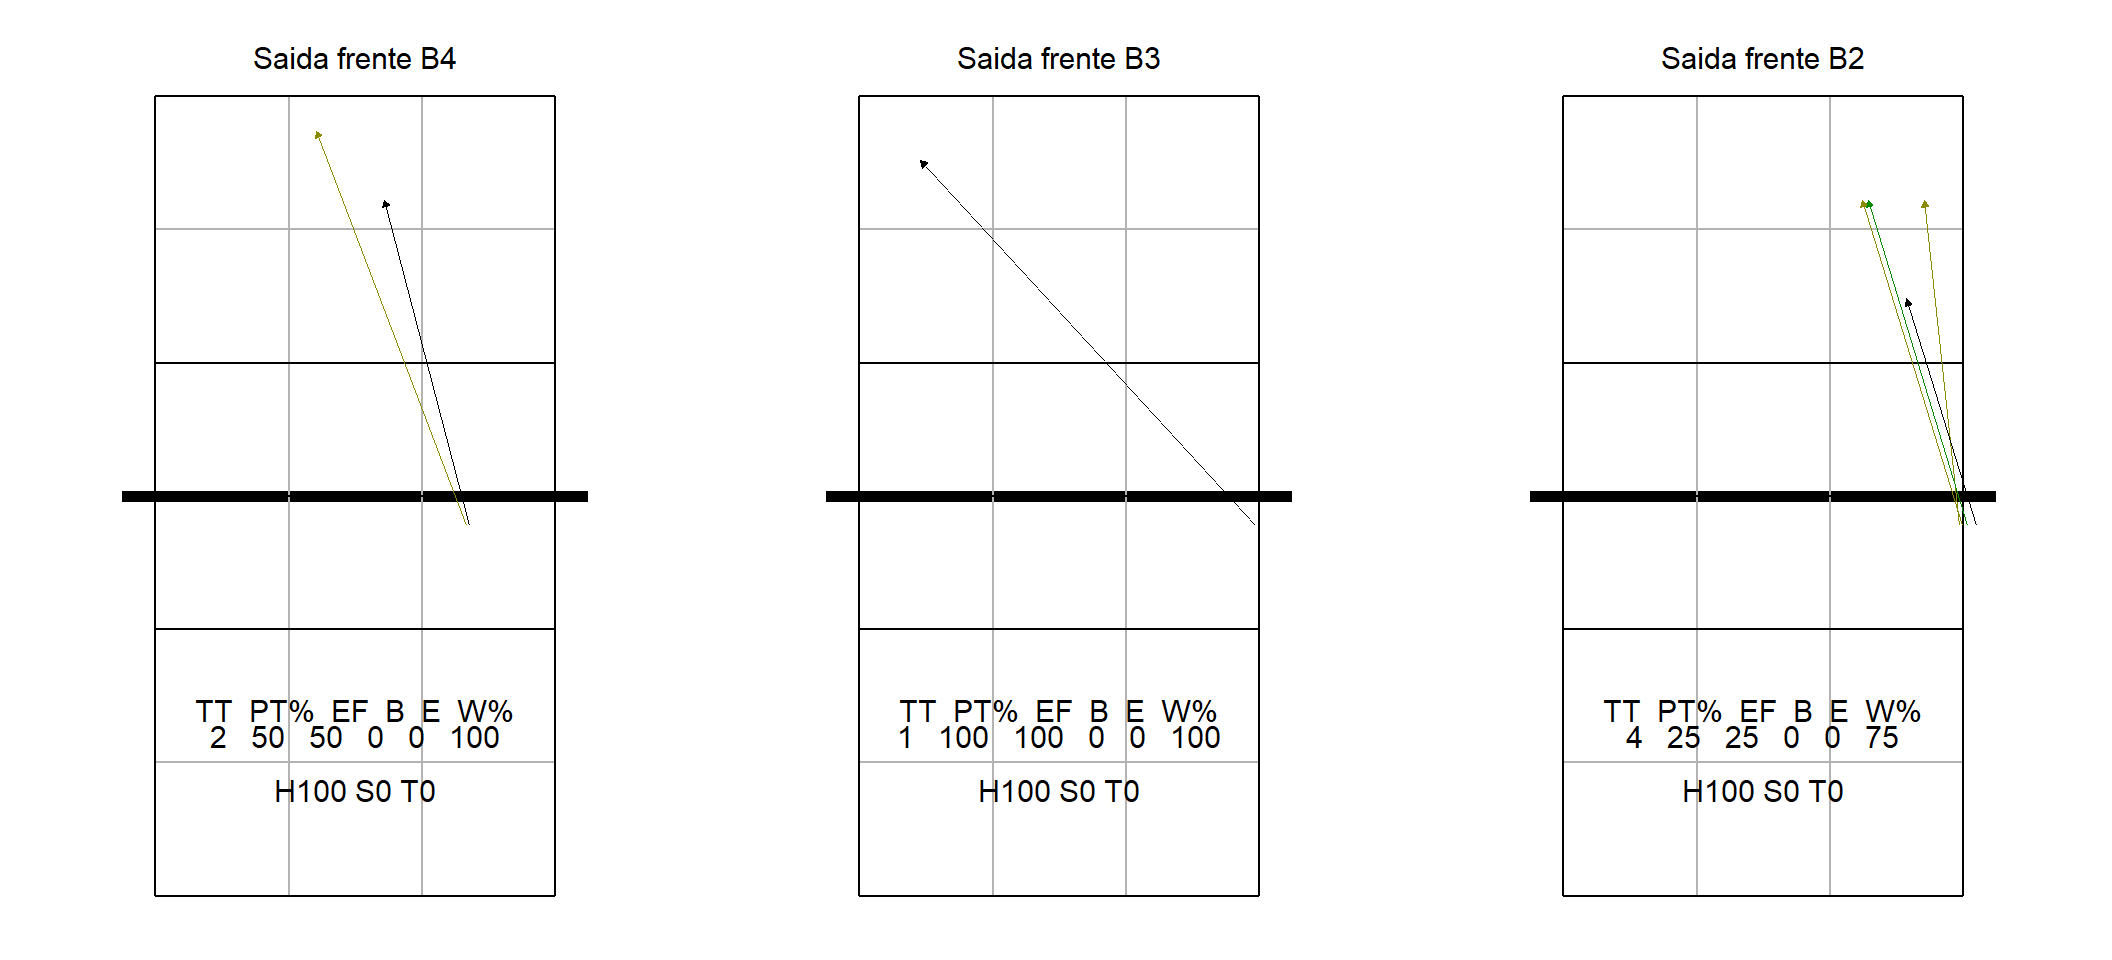 Saida frente B4
TT PT% EF B E W%
2 50 50 0 0 100
H100 S0 T0
Saida frente B3
TT PT% EF B E W%
1 100 100 0 0 100
H100 S0 T0
Saida frente B2
TT PT% EF B E W%
4 25 25 0 0 75
H100 S0 T0